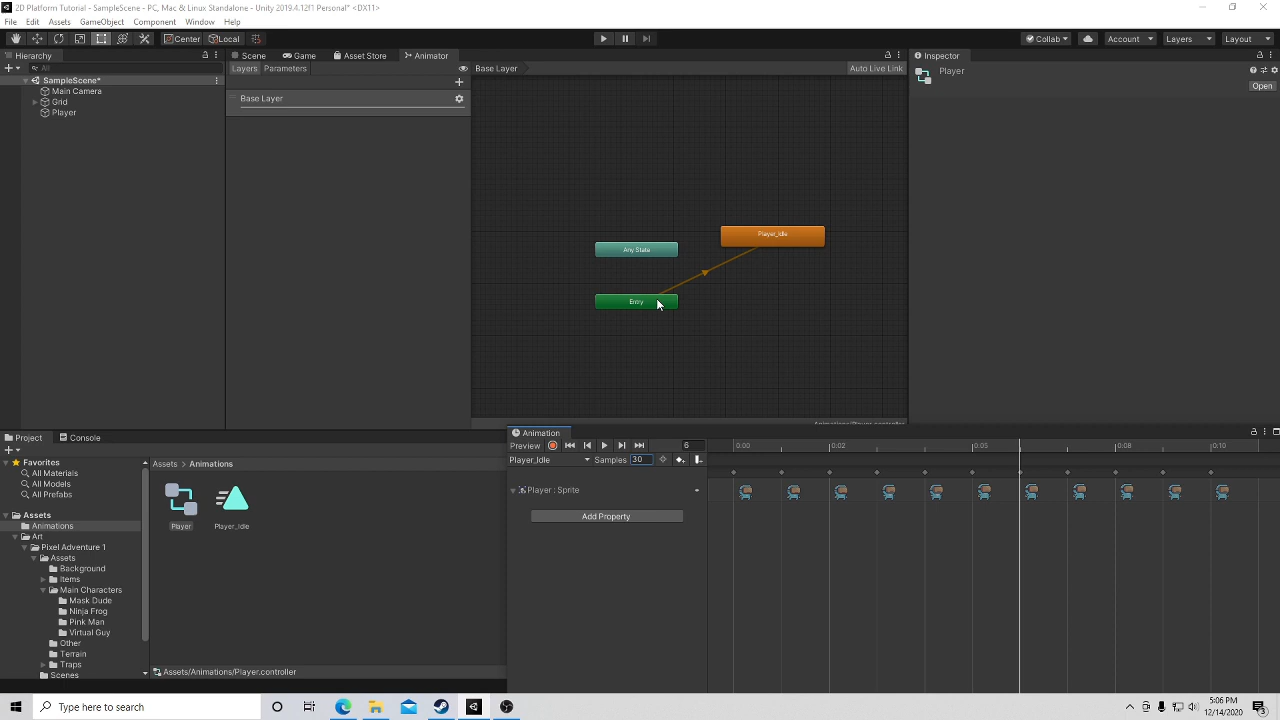 2D Platform Tutorial - SampleScene - PC, Mac & Linux Standalone - Unity 2019.4.12f1 Personal* <DX11>
File Edit Assets GameObject Component Window Help
Center Local Collab Account Layers Layout
Hierarchy Scene Game Asset Store Animator Inspector
All Layers Parameters Base Layer Auto Live Link Player
SampleScene*
Open
Main Camera
Base Layer
Grid
Player
Player_Idle
Any State
Entry
Project Console
Animation
Preview 6 0:00 0:02 0:05 0:08 0:10
Player_Idle Samples 30
Favorites
All Materials
All Models
All Prefabs
Assets > Animations
Player : Sprite
Add Property
Player Player_Idle
Assets
Animations
Art
Pixel Adventure 1
Assets
Background
Items
Main Characters
Mask Dude
Ninja Frog
Pink Man
Virtual Guy
Other
Terrain
Traps
Scenes
Assets/Animations/Player.controller
Type here to search
5:06 PM
12/14/2020
3